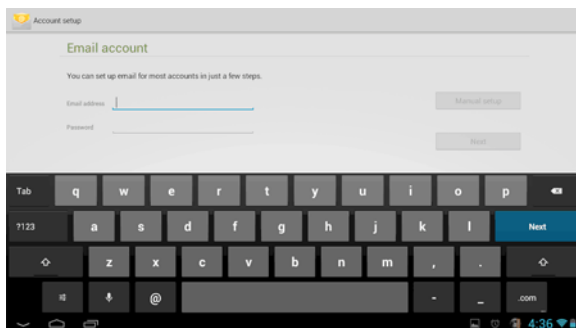 Account setup
Email account
You can set up email for most accounts in just a few steps.
Email address
Manual setup
Password
Next
Tab q w e r t y u i o p
?123 a s d f g h j k l Next
z x c v b n m , .
@ - _ .com
4:36